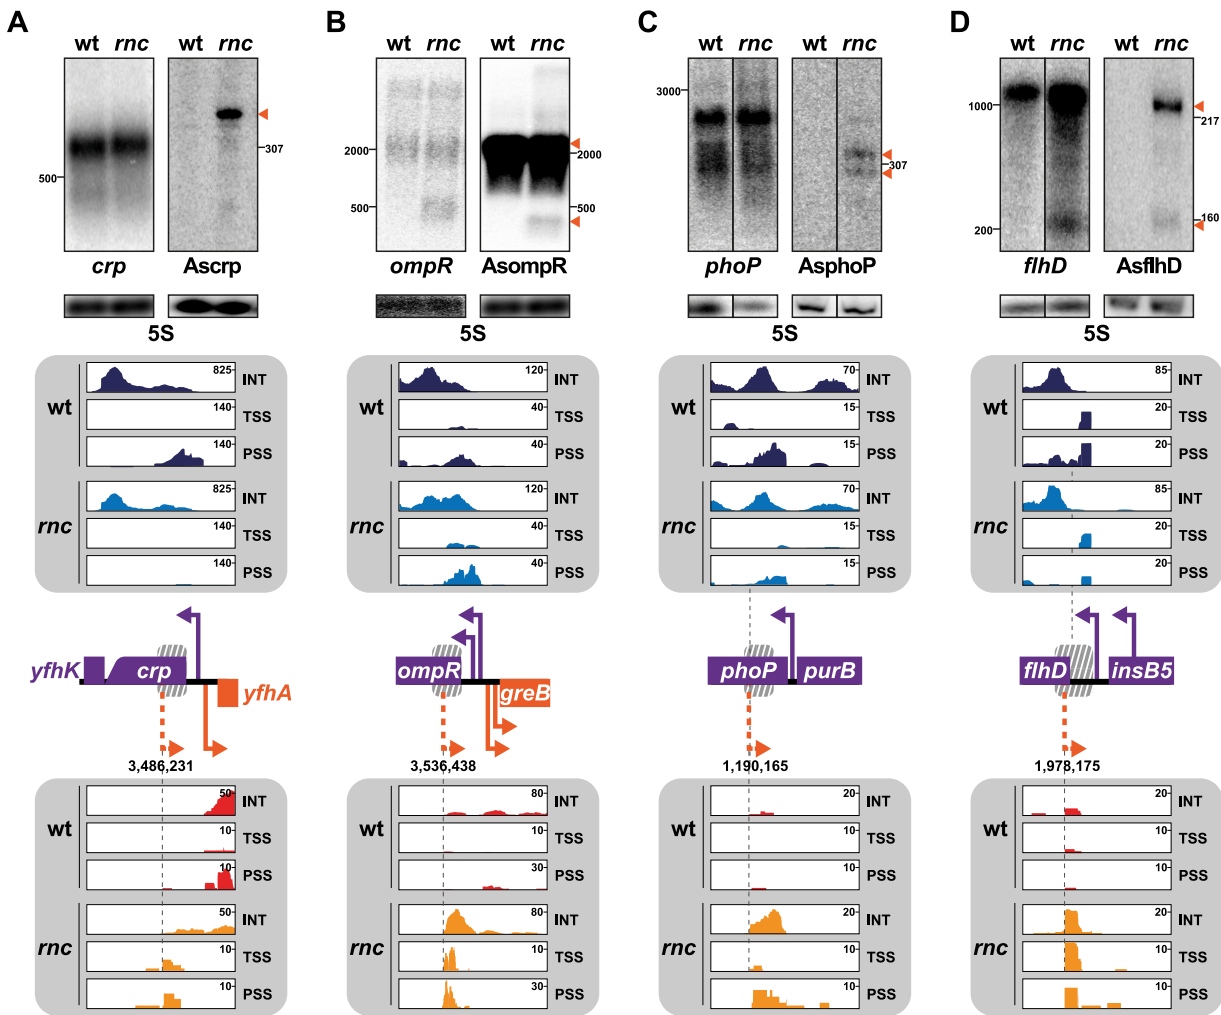 A
wt rnc wt rnc
500
307
crp Ascrp
5S
wt
825 INT
140 TSS
140 PSS
rnc
825 INT
140 TSS
140 PSS
yfhK crp yfhA
3,486,231
wt
50 INT
10 TSS
10 PSS
rnc
50 INT
10 TSS
10 PSS
B
wt rnc wt rnc
2000
500
2000
500
ompR AsompR
5S
wt
120 INT
40 TSS
40 PSS
rnc
120 INT
40 TSS
40 PSS
ompR greB
3,536,438
wt
80 INT
10 TSS
30 PSS
rnc
80 INT
10 TSS
30 PSS
C
wt rnc wt rnc
3000
307
phoP AsphoP
5S
wt
70 INT
15 TSS
15 PSS
rnc
70 INT
15 TSS
15 PSS
phoP purB
1,190,165
wt
20 INT
10 TSS
10 PSS
rnc
20 INT
10 TSS
10 PSS
D
wt rnc wt rnc
1000
200
217
160
flhD AsflhD
5S
wt
85 INT
20 TSS
20 PSS
rnc
85 INT
20 TSS
20 PSS
flhD insB5
1,978,175
wt
20 INT
10 TSS
10 PSS
rnc
20 INT
10 TSS
10 PSS